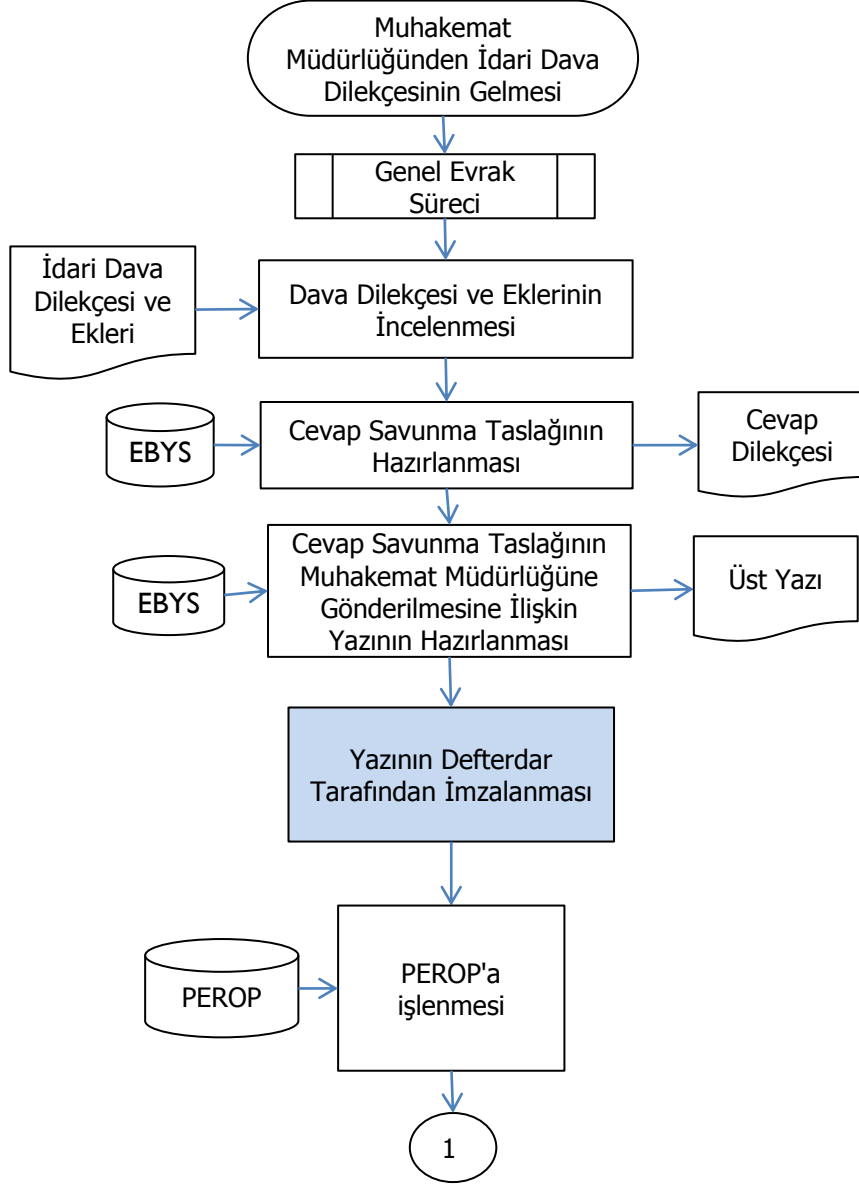 Muhakemat
Müdürlüğünden İdari Dava
Dilekçesinin Gelmesi
Genel Evrak
Süreci
İdari Dava
Dilekçesi ve
Ekleri
Dava Dilekçesi ve Eklerinin
İncelenmesi
EBYS
Cevap Savunma Taslağının
Hazırlanması
Cevap
Dilekçesi
EBYS
Cevap Savunma Taslağının
Muhakemat Müdürlüğüne
Gönderilmesine İlişkin
Yazının Hazırlanması
Üst Yazı
Yazının Defterdar
Tarafından İmzalanması
PEROP
PEROP'a
işlenmesi
1